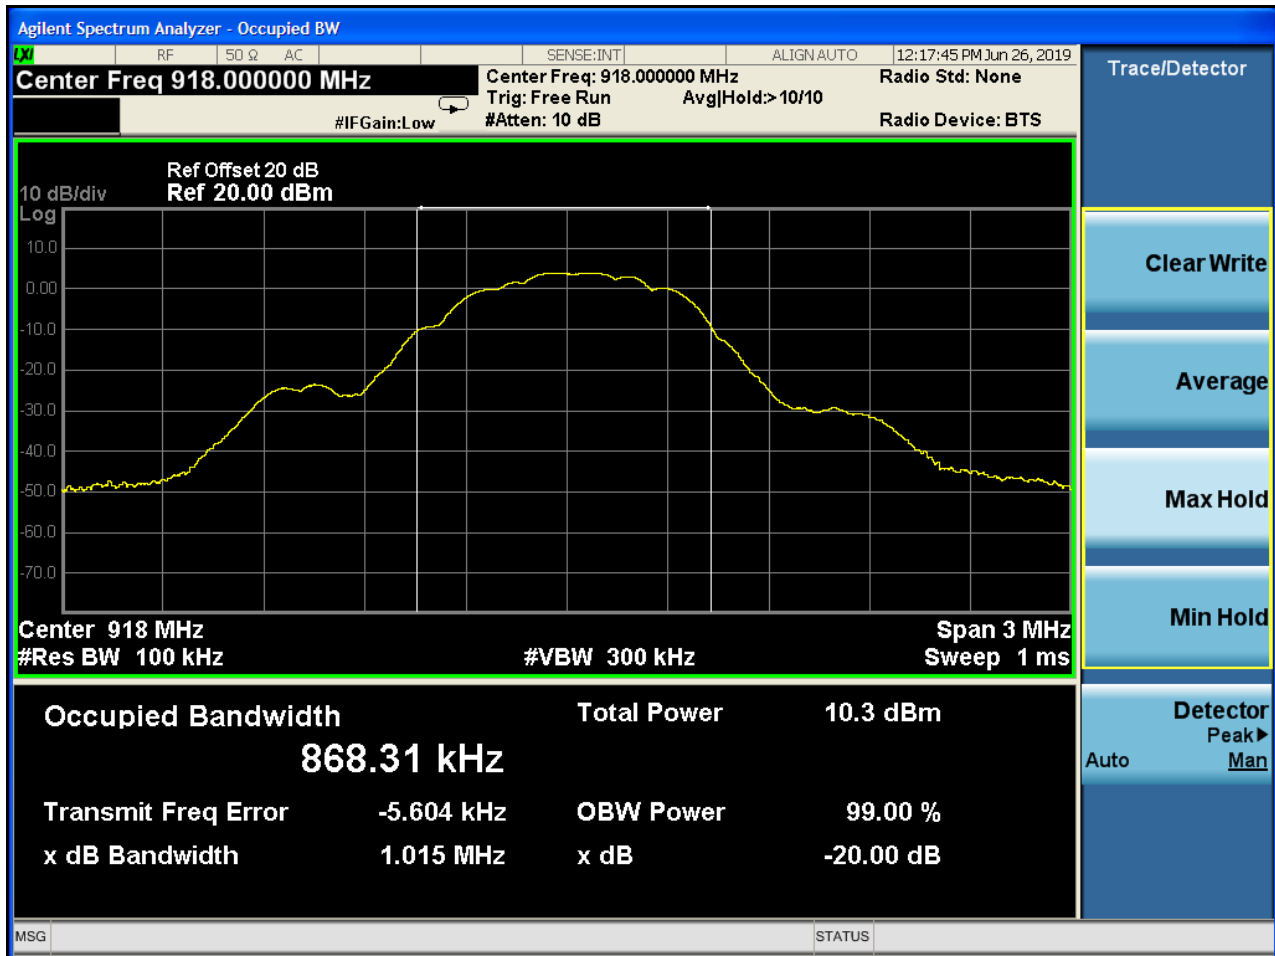 Agilent Spectrum Analyzer - Occupied BW
LXI RF 50 Ω AC SENSE:INT ALIGN AUTO 12:17:45 PM Jun 26, 2019
Center Freq 918.000000 MHz
Center Freq: 918.000000 MHz Radio Std: None
Trig: Free Run Avg|Hold:> 10/10
#IFGain:Low #Atten: 10 dB Radio Device: BTS
Ref Offset 20 dB
10 dB/div Ref 20.00 dBm
Log
10.0
0.00
-10.0
-20.0
-30.0
-40.0
-50.0
-60.0
-70.0
Center 918 MHz Span 3 MHz
#Res BW 100 kHz #VBW 300 kHz Sweep 1 ms
Occupied Bandwidth Total Power 10.3 dBm
868.31 kHz
Transmit Freq Error -5.604 kHz OBW Power 99.00 %
x dB Bandwidth 1.015 MHz x dB -20.00 dB
MSG STATUS
Trace/Detector
Clear Write
Average
Max Hold
Min Hold
Detector
Peak▶
Auto Man